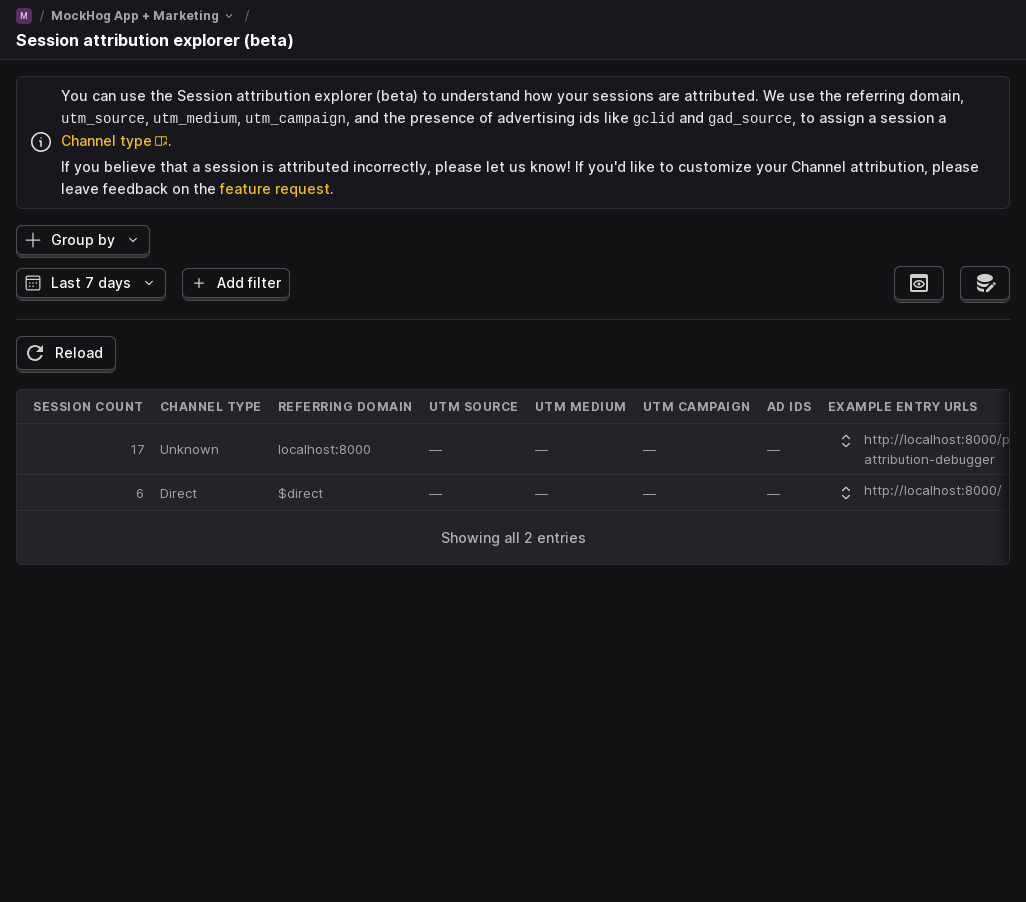 M / MockHog App + Marketing /
Session attribution explorer (beta)
You can use the Session attribution explorer (beta) to understand how your sessions are attributed. We use the referring domain,
utm_source, utm_medium, utm_campaign, and the presence of advertising ids like gclid and gad_source, to assign a session a
Channel type.
If you believe that a session is attributed incorrectly, please let us know! If you'd like to customize your Channel attribution, please
leave feedback on the feature request.
Group by
Last 7 days Add filter
Reload
SESSION COUNT CHANNEL TYPE REFERRING DOMAIN UTM SOURCE UTM MEDIUM UTM CAMPAIGN AD IDS EXAMPLE ENTRY URLS
17 Unknown localhost:8000 — — — — http://localhost:8000/p
attribution-debugger
6 Direct $direct — — — — http://localhost:8000/
Showing all 2 entries